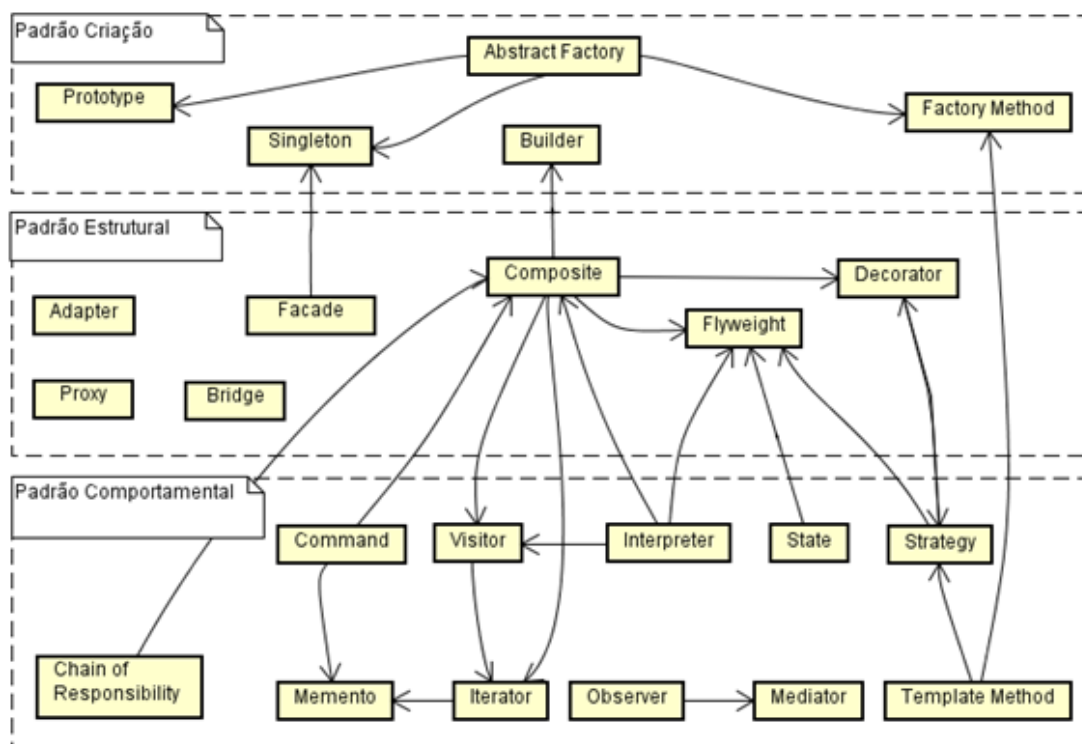 Padrão Criação
Abstract Factory
Prototype
Factory Method
Singleton
Builder
Padrão Estrutural
Composite
Decorator
Adapter
Facade
Flyweight
Proxy
Bridge
Padrão Comportamental
Command
Visitor
Interpreter
State
Strategy
Chain of
Responsibility
Memento
Iterator
Observer
Mediator
Template Method